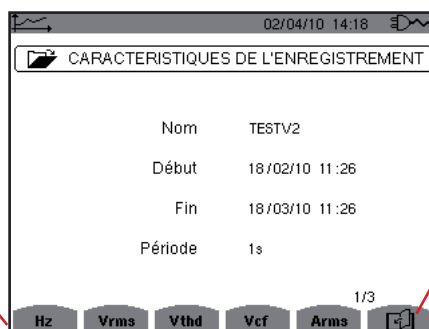 02/04/10 14:18
CARACTERISTIQUES DE L'ENREGISTREMENT
Nom TESTV2
Début 18/02/10 11:26
Fin 18/03/10 11:26
Période 1s
1/3
Hz Vrms Vthd Vcf Arms